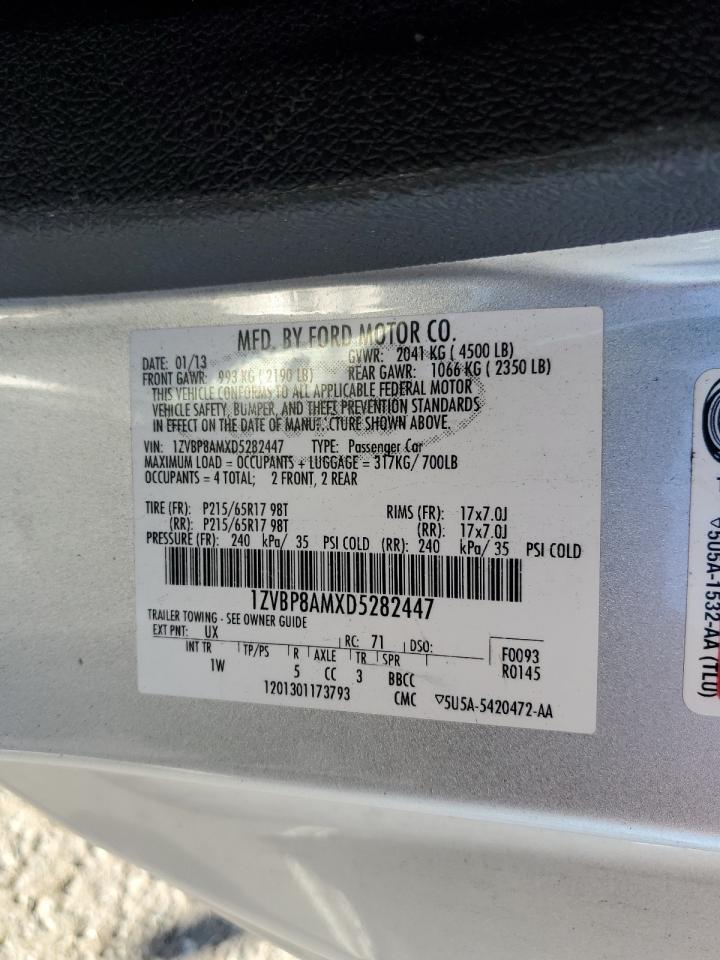 MFD. BY FORD MOTOR CO.
DATE: 01/13 GVWR: 2041 KG ( 4500 LB)
FRONT GAWR: 993 KG ( 2190 LB) REAR GAWR: 1066 KG ( 2350 LB)
THIS VEHICLE CONFORMS TO ALL APPLICABLE FEDERAL MOTOR
VEHICLE SAFETY, BUMPER, AND THEFT PREVENTION STANDARDS
IN EFFECT ON THE DATE OF SHOWN ABOVE.
VIN: 1ZVBP8AMXD5282447 TYPE: Passenger Car
MAXIMUM LOAD = OCCUPANTS + LUGGAGE = 317KG/ 700LB
OCCUPANTS = 4 TOTAL; 2 FRONT, 2 REAR
TIRE (FR): P215/65R17 98T RIMS (FR): 17x7.0J
(RR): P215/65R17 98T (RR): 17x7.0J
PRESSURE (FR): 240 kPa/ 35 PSI COLD (RR): 240 kPa/ 35 PSI COLD
1ZVBP8AMXD5282447
TRAILER TOWING - SEE OWNER GUIDE
EXT PNT: UX RC: 71 DSO: F0093
INT TR TP/PS R AXLE TR SPR R0145
1W 5 CC 3 BBCC
1201301173793 CMC ▽5U5A-5420472-AA
▽5U5A-1532-AA (TLU)